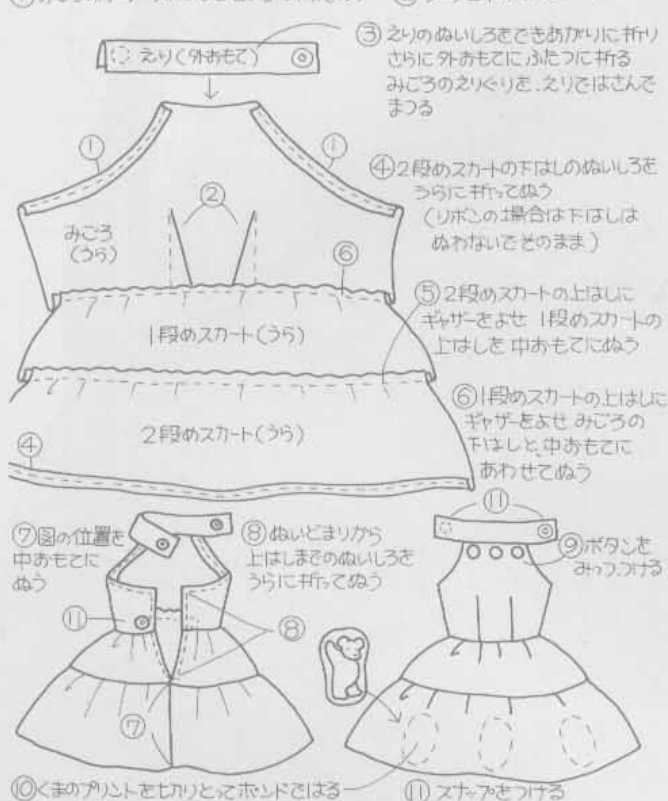 えり(外おもて)
③えりのぬいしろをできあがりに折り
さらに外おもてに,ふたつに折る
みごろのえりぐりを,えりではさんで
まつる
①
①
②
④2段めスカートの下はしのぬいしろを
うらに折ってぬう
(リボンの場合は下はしは
ぬわないでそのまま)
みごろ
(うら)
⑥
⑤2段めスカートの上はしに
ギャザーをよせ 1段めスカートの
上はしを中おもてにぬう
1段めスカート(うら)
⑥1段めスカートの上はしに
ギャザーをよせ みごろの
下はしと,中おもてに
あわせてぬう
2段めスカート(うら)
④
⑪
⑦図の位置を
中おもてに
ぬう
⑧ぬいどまりから
上はしまでのぬいしろを
うらに折ってぬう
⑨ボタンを
みっつつける
⑪
⑧
⑦
⑩くまのプリントを切りとってボンドではる
⑪スナップをつける